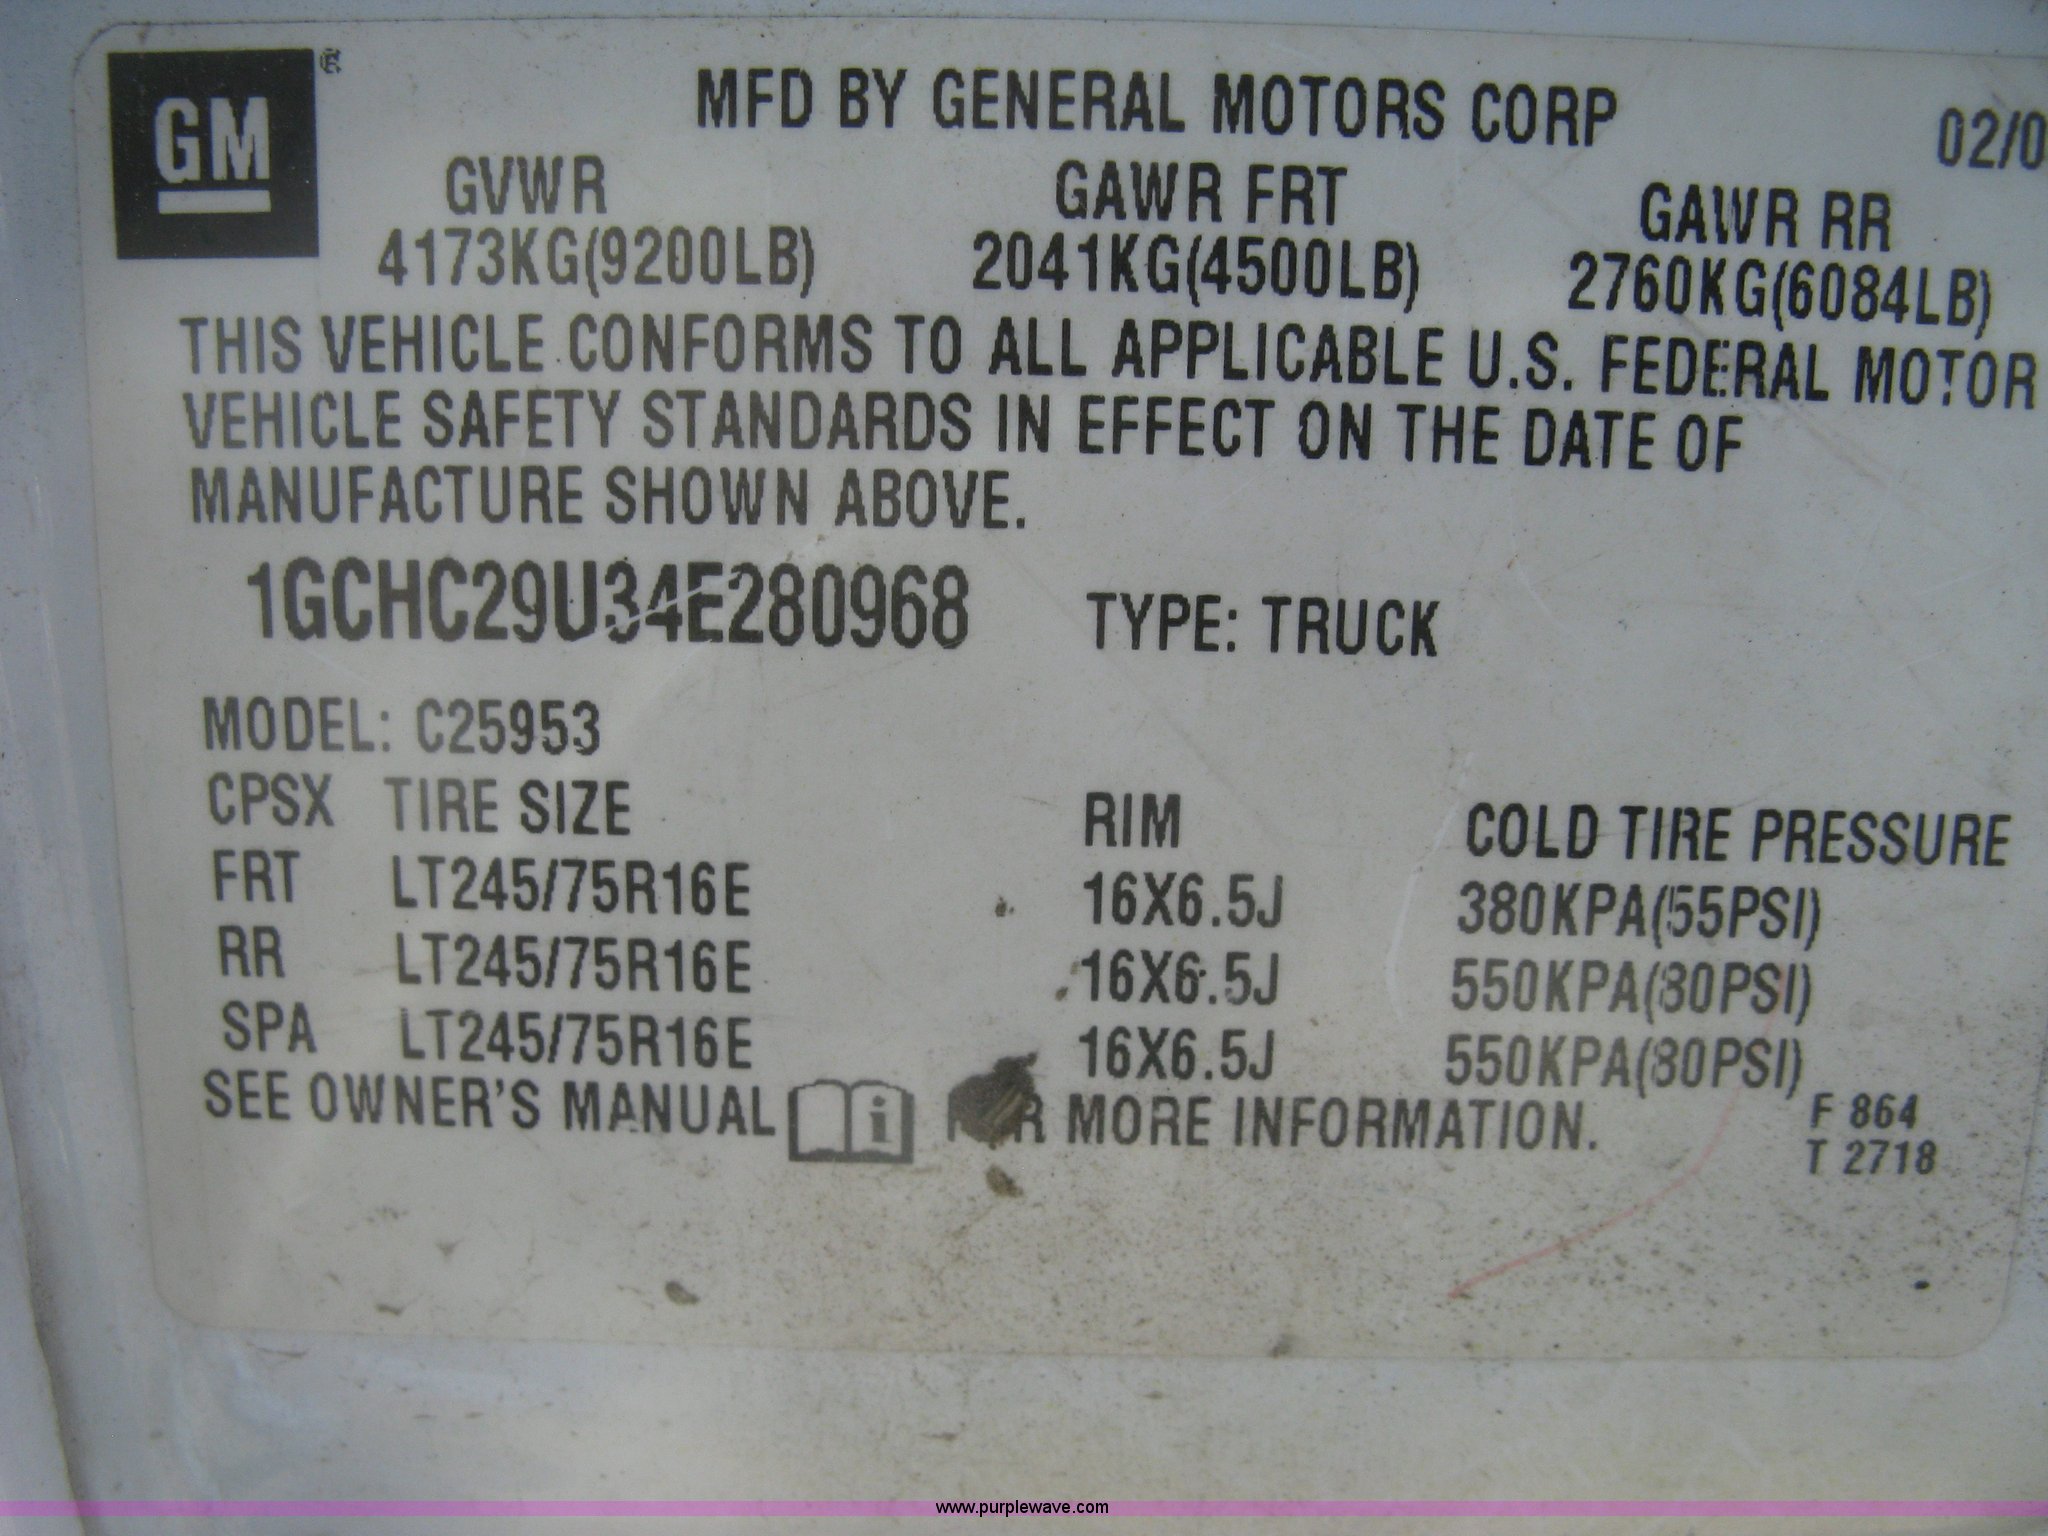 GM
MFD BY GENERAL MOTORS CORP 02/0
GVWR GAWR FRT GAWR RR
4173KG(9200LB) 2041KG(4500LB) 2760KG(6084LB)
THIS VEHICLE CONFORMS TO ALL APPLICABLE U.S. FEDERAL MOTOR
VEHICLE SAFETY STANDARDS IN EFFECT ON THE DATE OF
MANUFACTURE SHOWN ABOVE.
1GCHC29U34E280968 TYPE: TRUCK
MODEL: C25953
CPSX TIRE SIZE RIM COLD TIRE PRESSURE
FRT LT245/75R16E 16X6.5J 380KPA(55PSI)
RR LT245/75R16E 16X6.5J 550KPA(80PSI)
SPA LT245/75R16E 16X6.5J 550KPA(80PSI)
SEE OWNER'S MANUAL i FOR MORE INFORMATION.
F 864
T 2718
www.purplewave.com